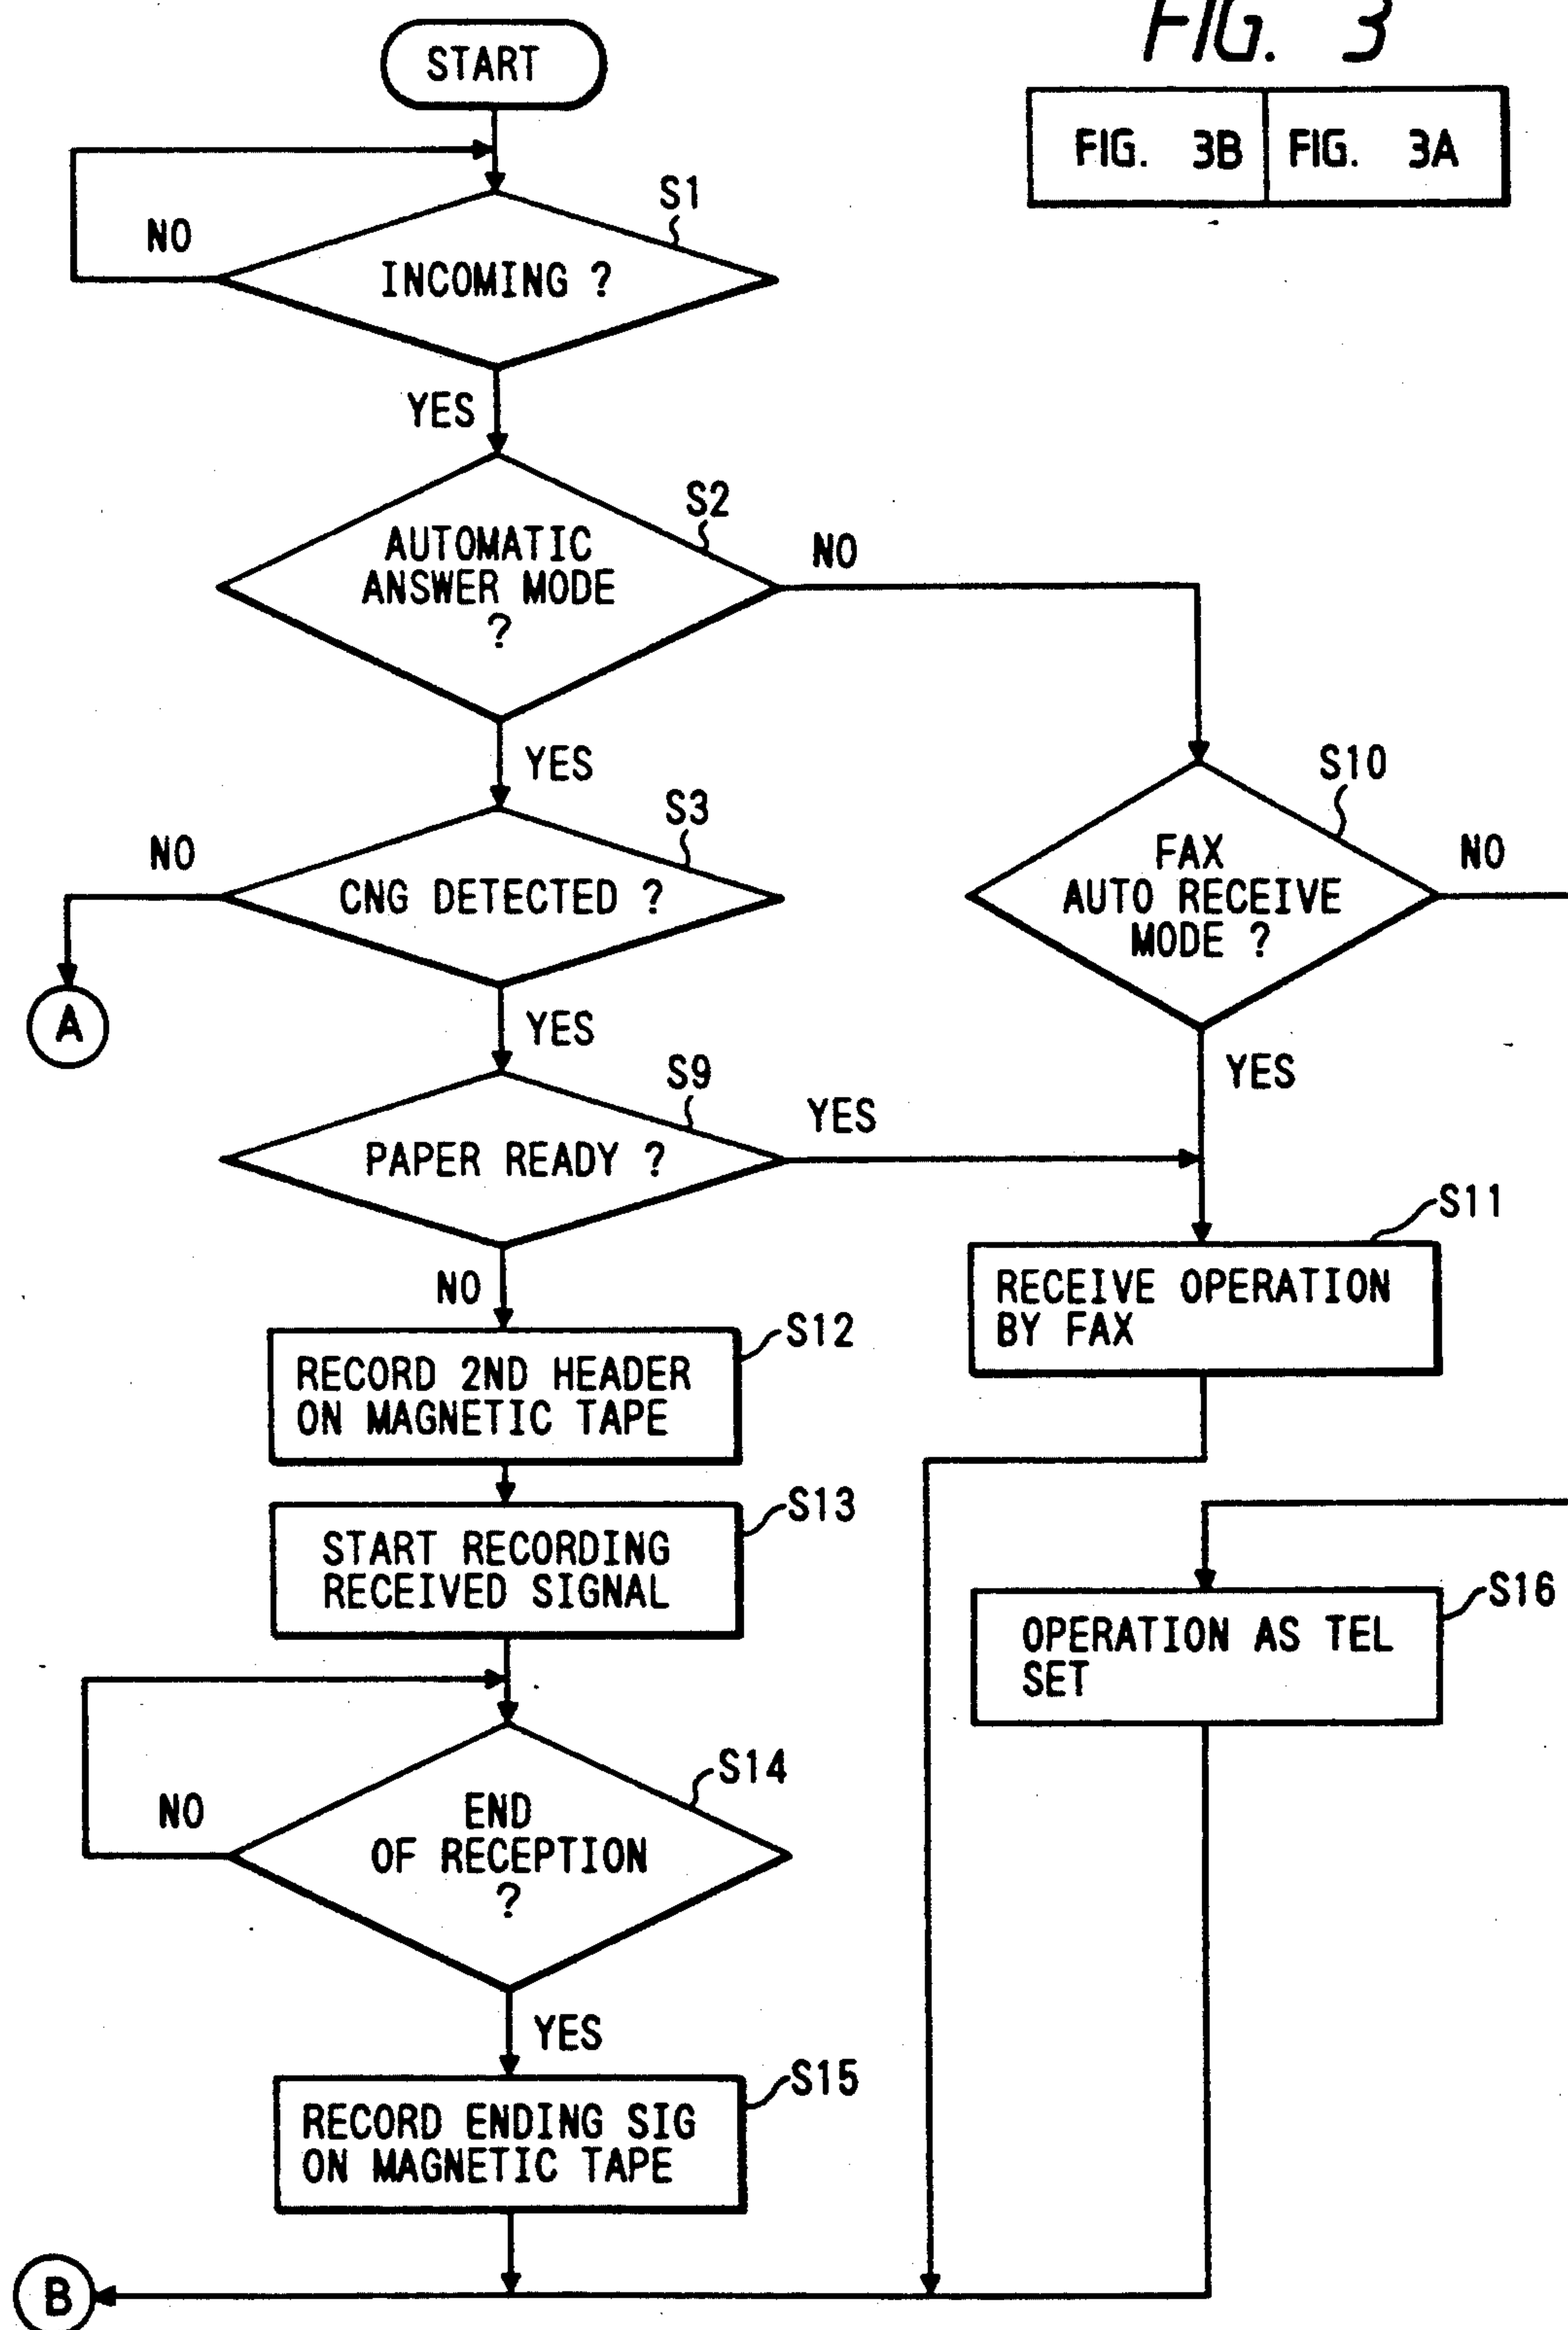 FIG. 3
FIG. 3B
FIG. 3A
START
S1
NO
INCOMING ?
YES
S2
AUTOMATIC
ANSWER MODE
?
NO
YES
S3
NO
CNG DETECTED ?
A
YES
S10
FAX
AUTO RECEIVE
MODE ?
NO
YES
S9
PAPER READY ?
YES
NO
S11
RECEIVE OPERATION
BY FAX
S12
RECORD 2ND HEADER
ON MAGNETIC TAPE
S13
START RECORDING
RECEIVED SIGNAL
S16
OPERATION AS TEL
SET
S14
NO
END
OF RECEPTION
?
YES
S15
RECORD ENDING SIG
ON MAGNETIC TAPE
B